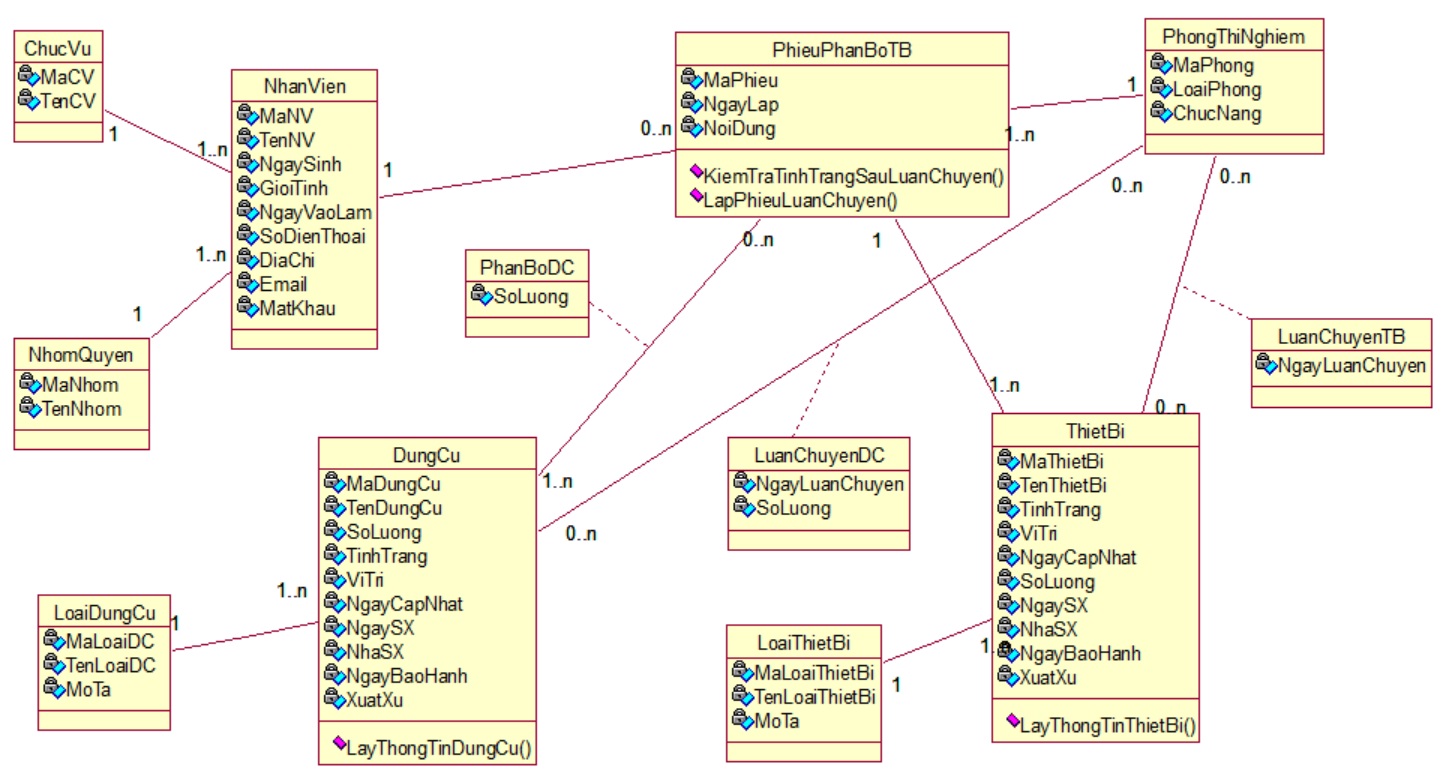 ChucVu
MaCV
TenCV
1
1..n
NhanVien
MaNV
TenNV
NgaySinh
GioiTinh
NgayVaoLam
SoDienThoai
DiaChi
Email
MatKhau
1
0..n
1..n
1
NhomQuyen
MaNhom
TenNhom
PhieuPhanBoTB
MaPhieu
NgayLap
NoiDung
KiemTraTinhTrangSauLuanChuyen()
LapPhieuLuanChuyen()
1
1..n
PhongThiNghiem
MaPhong
LoaiPhong
ChucNang
0..n
0..n
0..n
1
PhanBoDC
SoLuong
LuanChuyenTB
NgayLuanChuyen
1..n
0..n
DungCu
MaDungCu
TenDungCu
SoLuong
TinhTrang
ViTri
NgayCapNhat
NgaySX
NhaSX
NgayBaoHanh
XuatXu
LayThongTinDungCu()
1..n
0..n
LuanChuyenDC
NgayLuanChuyen
SoLuong
ThietBi
MaThietBi
TenThietBi
TinhTrang
ViTri
NgayCapNhat
SoLuong
NgaySX
NhaSX
NgayBaoHanh
XuatXu
LayThongTinThietBi()
1..n
1
LoaiDungCu
MaLoaiDC
TenLoaiDC
MoTa
LoaiThietBi
MaLoaiThietBi
TenLoaiThietBi
MoTa
1